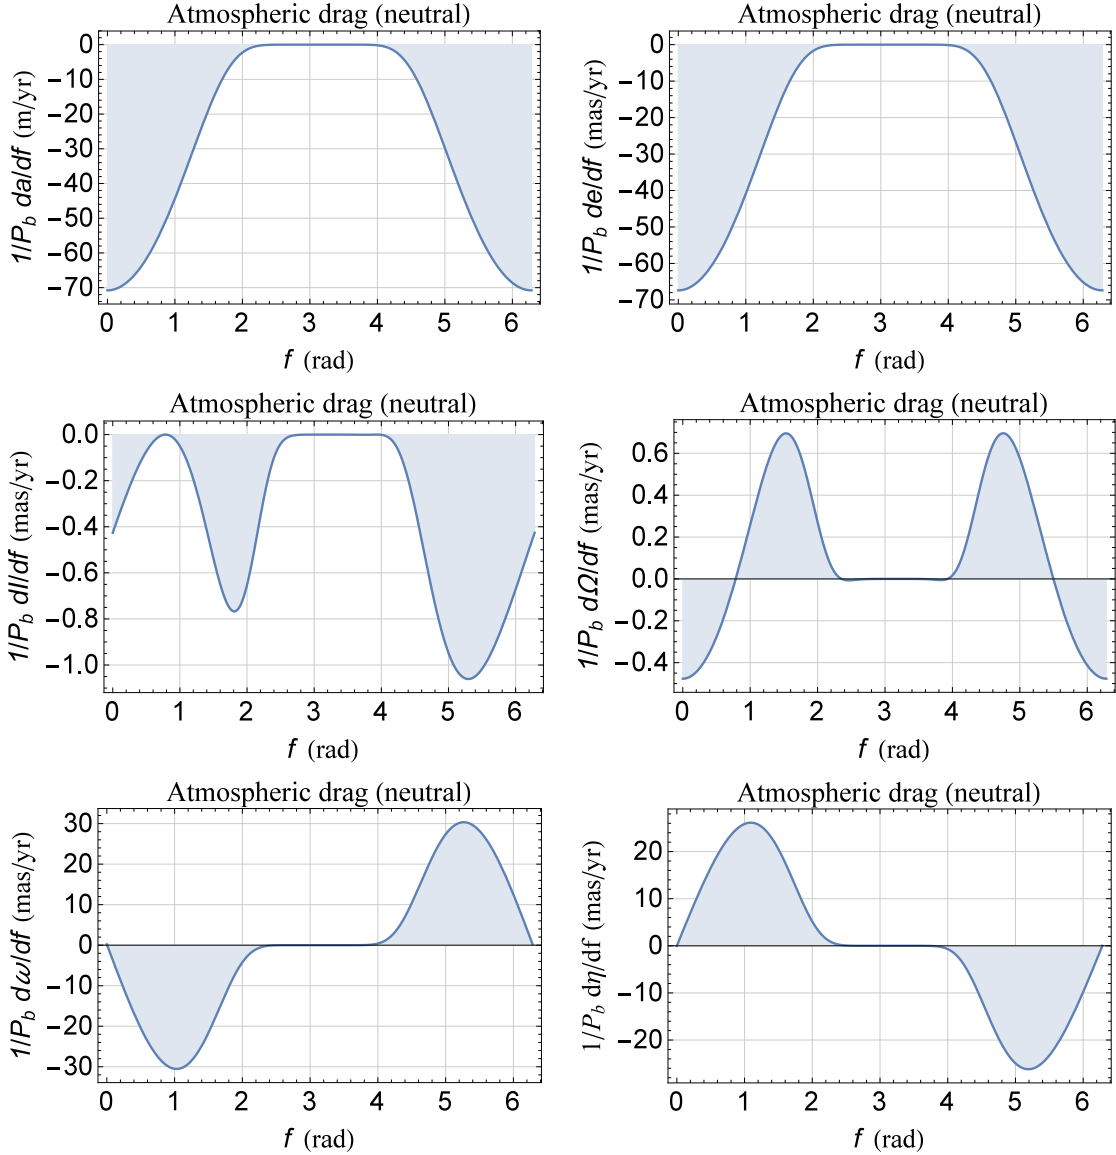 Atmospheric drag (neutral)
1/P_b da/df (m/yr)
0
−10
−20
−30
−40
−50
−60
−70
0 1 2 3 4 5 6
f (rad)
Atmospheric drag (neutral)
1/P_b de/df (mas/yr)
0
−10
−20
−30
−40
−50
−60
−70
0 1 2 3 4 5 6
f (rad)
Atmospheric drag (neutral)
1/P_b dI/df (mas/yr)
0.0
−0.2
−0.4
−0.6
−0.8
−1.0
0 1 2 3 4 5 6
f (rad)
Atmospheric drag (neutral)
1/P_b dΩ/df (mas/yr)
0.6
0.4
0.2
0.0
−0.2
−0.4
0 1 2 3 4 5 6
f (rad)
Atmospheric drag (neutral)
1/P_b dω/df (mas/yr)
30
20
10
0
−10
−20
−30
0 1 2 3 4 5 6
f (rad)
Atmospheric drag (neutral)
1/P_b dη/df (mas/yr)
20
10
0
−10
−20
0 1 2 3 4 5 6
f (rad)